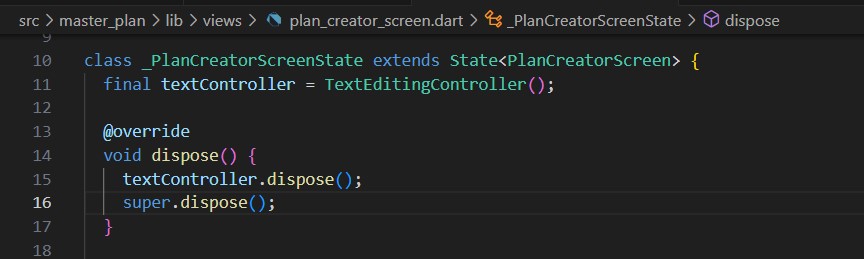 src > master_plan > lib > views > plan_creator_screen.dart > _PlanCreatorScreenState > dispose
9
10 class _PlanCreatorScreenState extends State<PlanCreatorScreen> {
11   final textController = TextEditingController();
12
13   @override
14   void dispose() {
15     textController.dispose();
16     super.dispose();
17   }
18